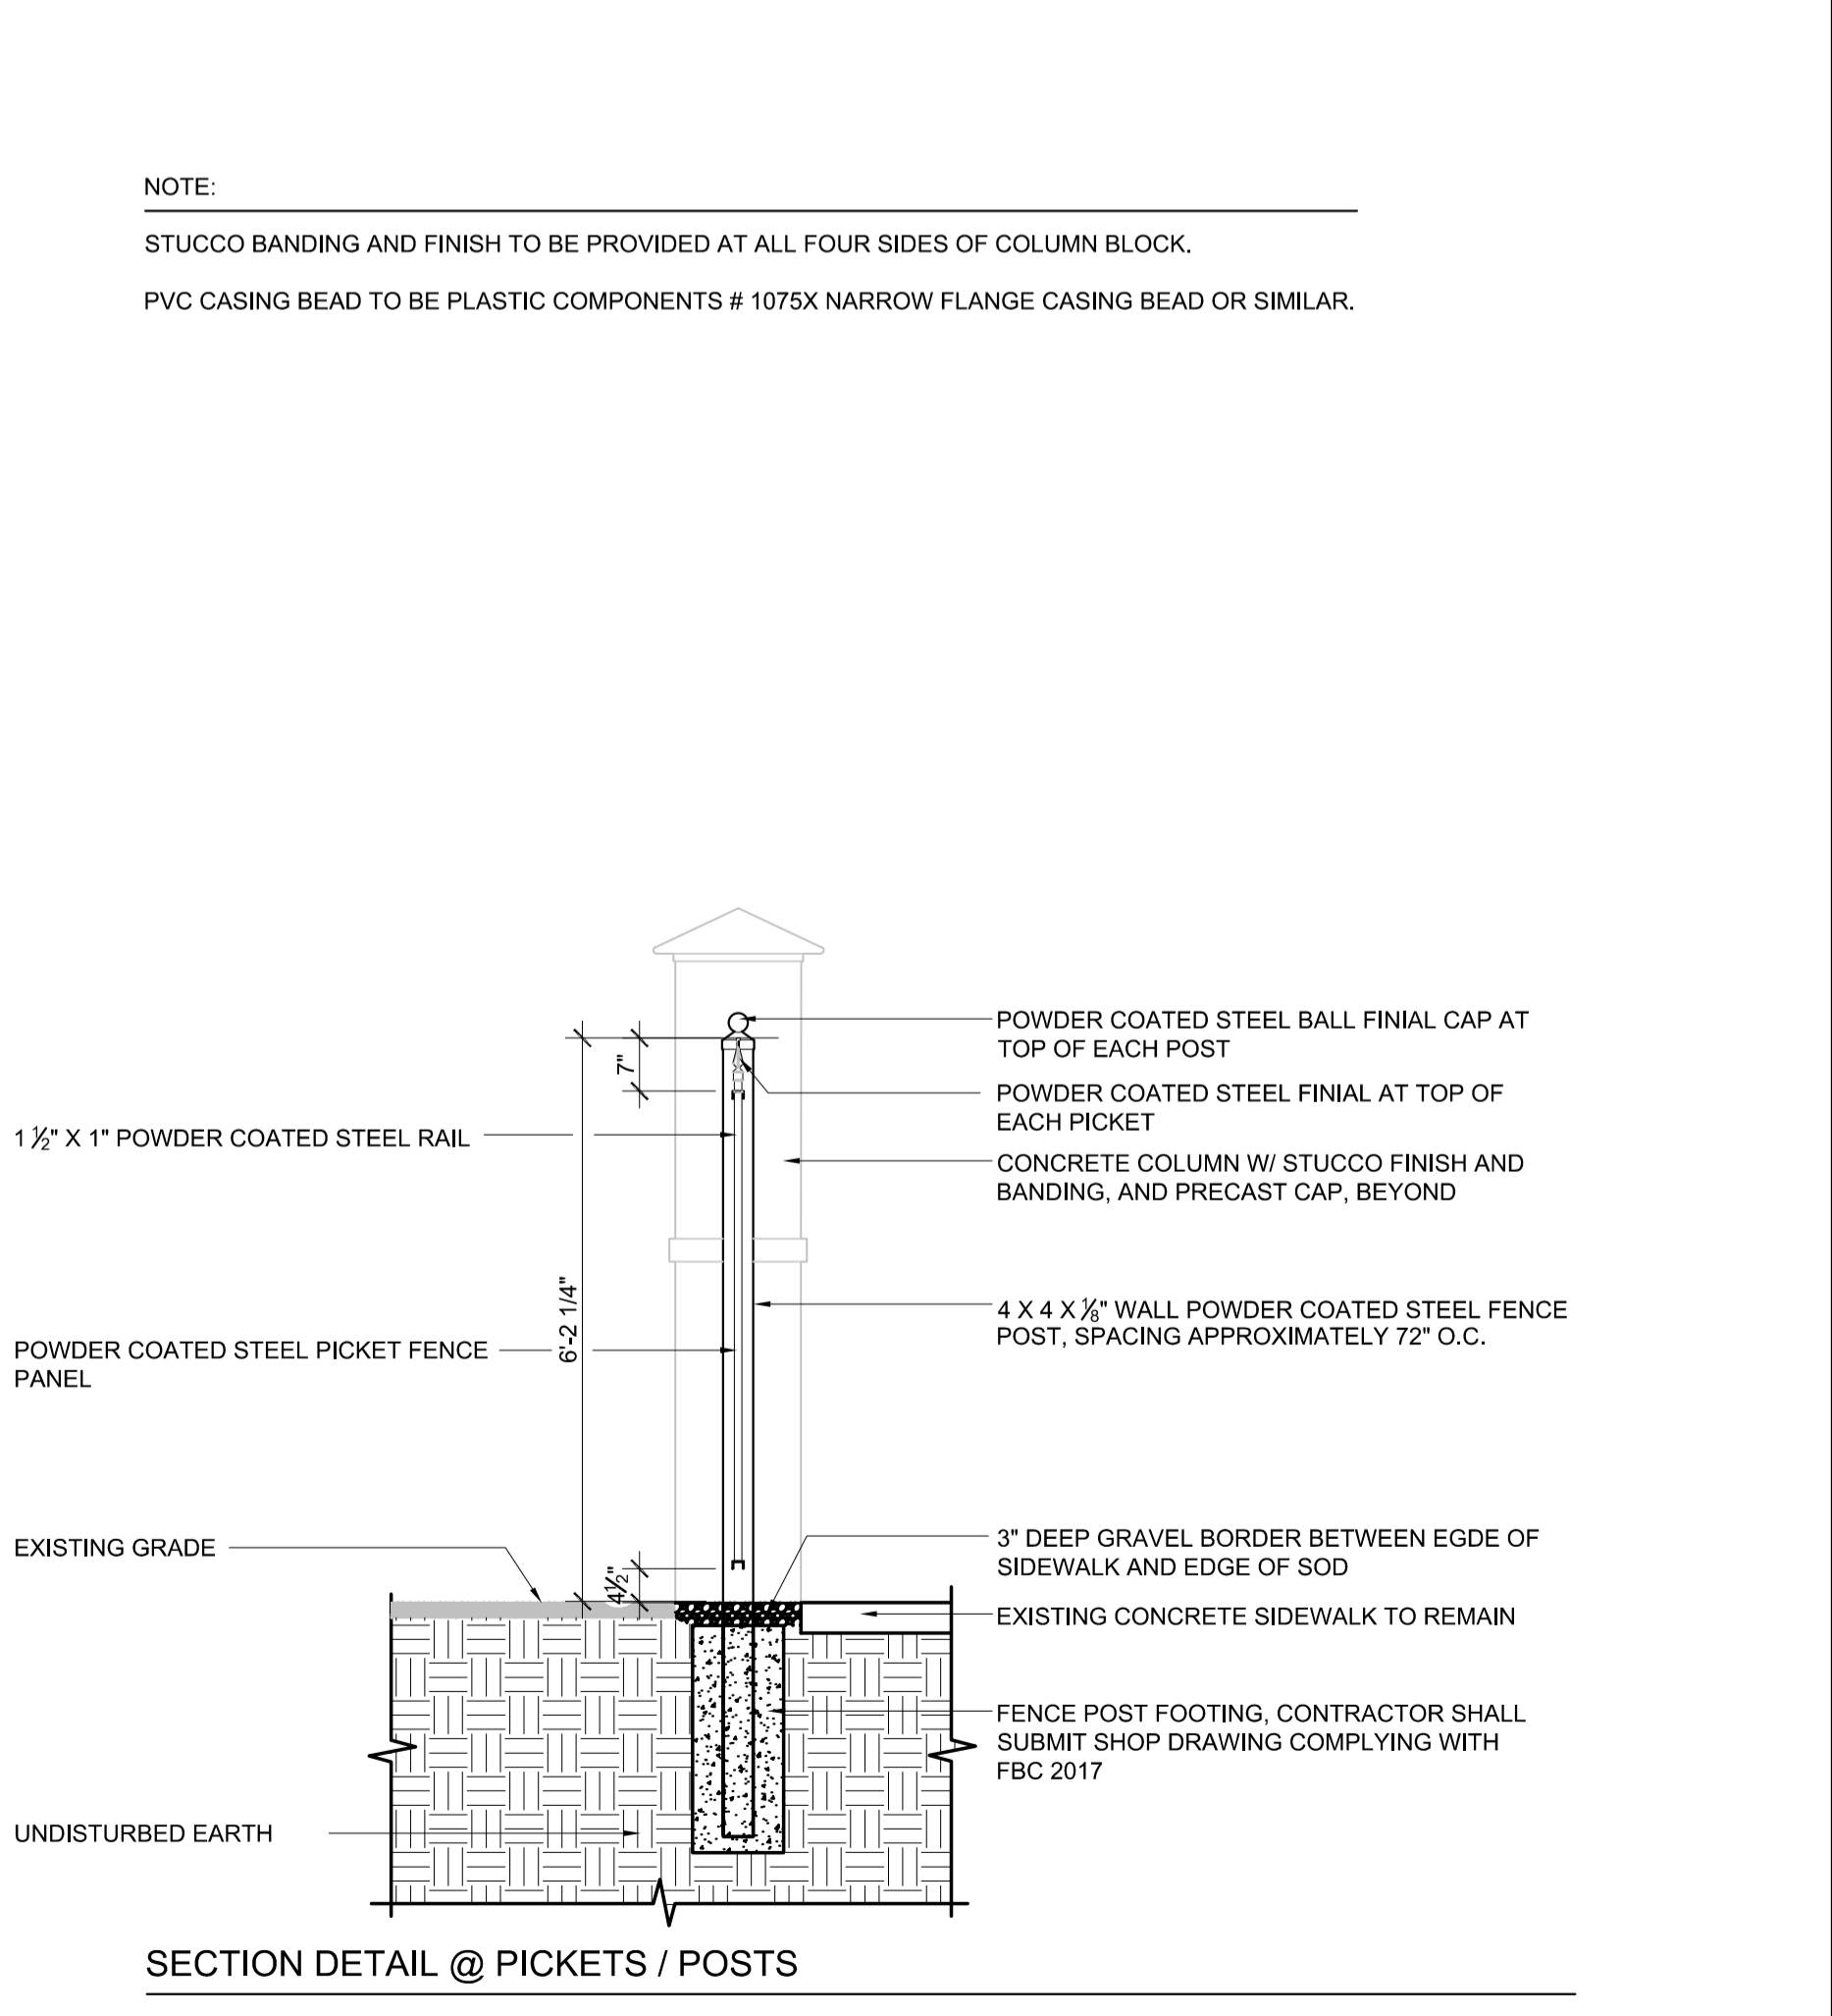 NOTE:
STUCCO BANDING AND FINISH TO BE PROVIDED AT ALL FOUR SIDES OF COLUMN BLOCK.
PVC CASING BEAD TO BE PLASTIC COMPONENTS # 1075X NARROW FLANGE CASING BEAD OR SIMILAR.
POWDER COATED STEEL BALL FINIAL CAP AT
TOP OF EACH POST
7"
POWDER COATED STEEL FINIAL AT TOP OF
EACH PICKET
1 ½" X 1" POWDER COATED STEEL RAIL
CONCRETE COLUMN W/ STUCCO FINISH AND
BANDING, AND PRECAST CAP, BEYOND
6'-2 1/4"
4 X 4 X ⅛" WALL POWDER COATED STEEL FENCE
POST, SPACING APPROXIMATELY 72" O.C.
POWDER COATED STEEL PICKET FENCE
PANEL
EXISTING GRADE
3" DEEP GRAVEL BORDER BETWEEN EGDE OF
SIDEWALK AND EDGE OF SOD
4½"
EXISTING CONCRETE SIDEWALK TO REMAIN
FENCE POST FOOTING, CONTRACTOR SHALL
SUBMIT SHOP DRAWING COMPLYING WITH
FBC 2017
UNDISTURBED EARTH
SECTION DETAIL @ PICKETS / POSTS